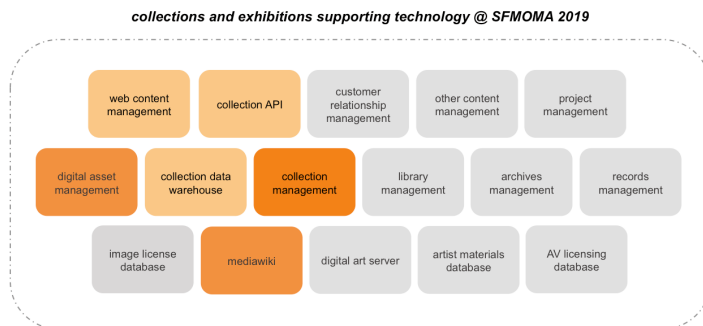 collections and exhibitions supporting technology @ SFMOMA 2019
web content
management
collection API
customer
relationship
management
other content
management
project
management
digital asset
management
collection data
warehouse
collection
management
library
management
archives
management
records
management
image license
database
mediawiki
digital art server
artist materials
database
AV licensing
database